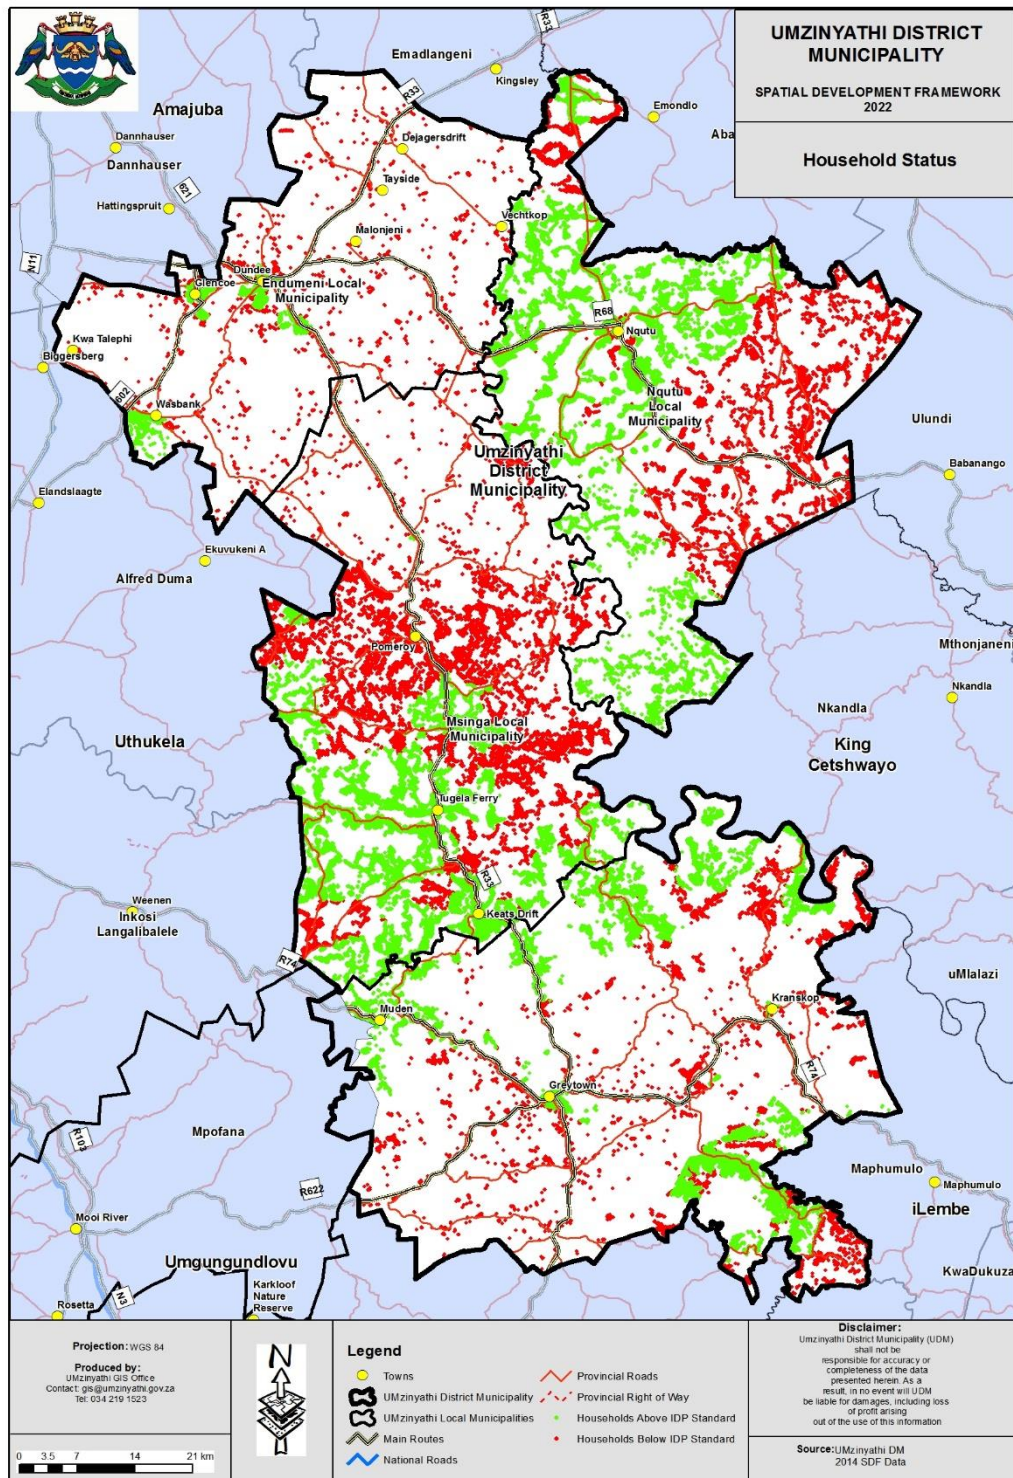 UMZINYATHI DISTRICT
MUNICIPALITY
SPATIAL DEVELOPMENT FRAMEWORK
2022
Household Status
R33
Emadlangeni
Kingsley
Amajuba
R33
Emondlo
Aba
Dannhauser
Dannhauser
Dejagersdrift
621
Tayside
Hattingspruit
Vechtkop
Malonjeni
N11
Dundee
Glencoe
Endumeni Local
Municipality
R68
Nqutu
Kwa Talephi
Biggersberg
602
Nqutu
Local
Municipality
Wasbank
Ulundi
Umzinyathi
District
Municipality
Babanango
Elandslaagte
Ekuvukeni A
Alfred Duma
Pomeroy
Mthonjaneni
Nkandla
Nkandla
Msinga Local
Municipality
Uthukela
King
Cetshwayo
Tugela Ferry
R33
Weenen
Keats Drift
Inkosi
Langalibalele
R74
uMlalazi
Kranskop
Muden
R74
Greytown
Mpofana
R103
Maphumulo
Maphumulo
R622
iLembe
Mooi River
Umgungundlovu
KwaDukuza
Karkloof
Nature
Reserve
N3
Rosetta
Projection: WGS 84
Produced by:
UMzinyathi GIS Office
Contact: gis@umzinyathi.gov.za
Tel: 034 219 1523
0 3.5 7 14 21 km
N
Legend
Towns
UMzinyathi District Municipality
UMzinyathi Local Municipalities
Main Routes
National Roads
Provincial Roads
Provincial Right of Way
Households Above IDP Standard
Households Below IDP Standard
Disclaimer:
Umzinyathi District Municipality (UDM)
shall not be
responsible for accuracy or
completeness of the data
presented herein. As a
result, in no event will UDM
be liable for damages, including loss
of profit arising
out of the use of this information
Source: UMzinyathi DM
2014 SDF Data